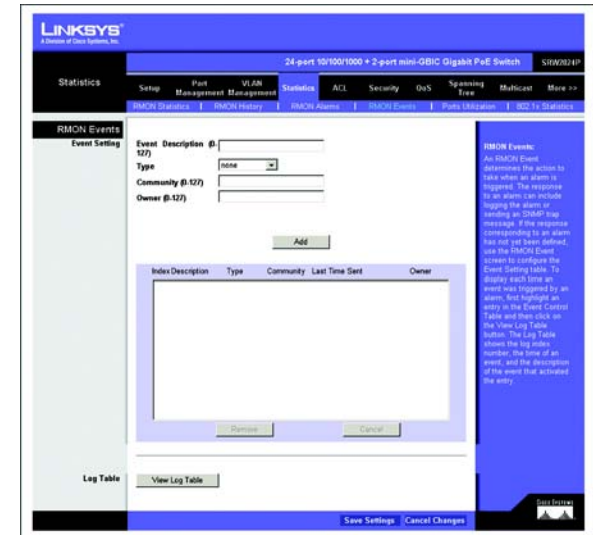 LINKSYS®
A Division of Cisco Systems, Inc.
24-port 10/100/1000 + 2-port mini-GBIC Gigabit PoE Switch SRW2024P
Statistics
Setup Port Management VLAN Management Statistics ACL Security QoS Spanning Tree Multicast More >>
RMON Statistics | RMON History | RMON Alarms | RMON Events | Ports Utilization | 802.1x Statistics
RMON Events
Event Setting
Event Description (0-127)
Type none
Community (0-127)
Owner (0-127)
Add
Index Description Type Community Last Time Sent Owner
Remove Cancel
Log Table
View Log Table
RMON Events:
An RMON Event
determines the action to
take when an alarm is
triggered. The response
to an alarm can include
logging the alarm or
sending an SNMP trap
message. If the response
corresponding to an alarm
has not yet been defined,
use the RMON Event
screen to configure the
Event Setting table. To
display each time an
event was triggered by an
alarm, first highlight an
entry in the Event Control
Table and then click on
the View Log Table
button. The Log Table
shows the log index
number, the time of an
event, and the description
of the event that activated
the entry.
Save Settings Cancel Changes
Cisco Systems